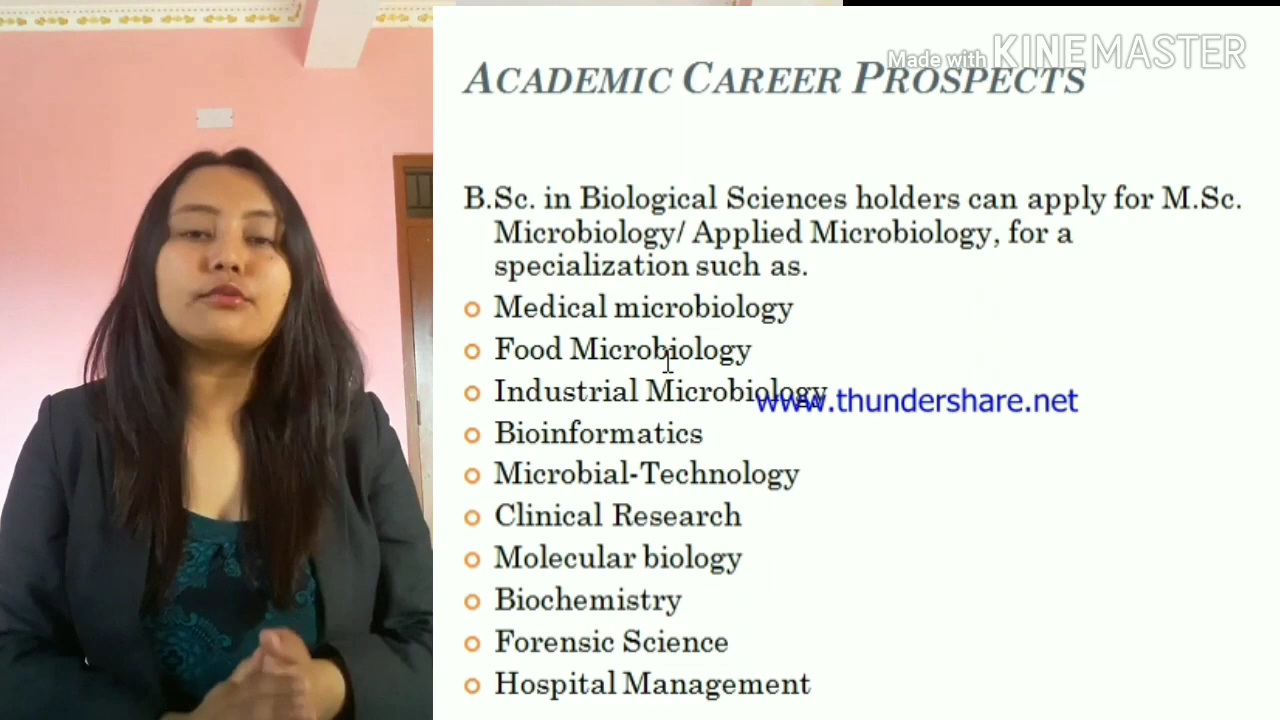 Made with KINEMASTER
ACADEMIC CAREER PROSPECTS
B.Sc. in Biological Sciences holders can apply for M.Sc.
Microbiology/ Applied Microbiology, for a
specialization such as.
Medical microbiology
Food Microbiology
Industrial Microbiology
www.thundershare.net
Bioinformatics
Microbial-Technology
Clinical Research
Molecular biology
Biochemistry
Forensic Science
Hospital Management